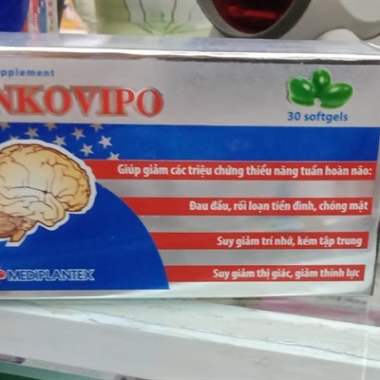 pplement
NKOVIPO
30 softgels
Giúp giảm các triệu chứng thiểu năng tuần hoàn não:
Đau đầu, rối loạn tiền đình, chóng mặt
Suy giảm trí nhớ, kém tập trung
Suy giảm thị giác, giảm thính lực
MEDIPLANTEX